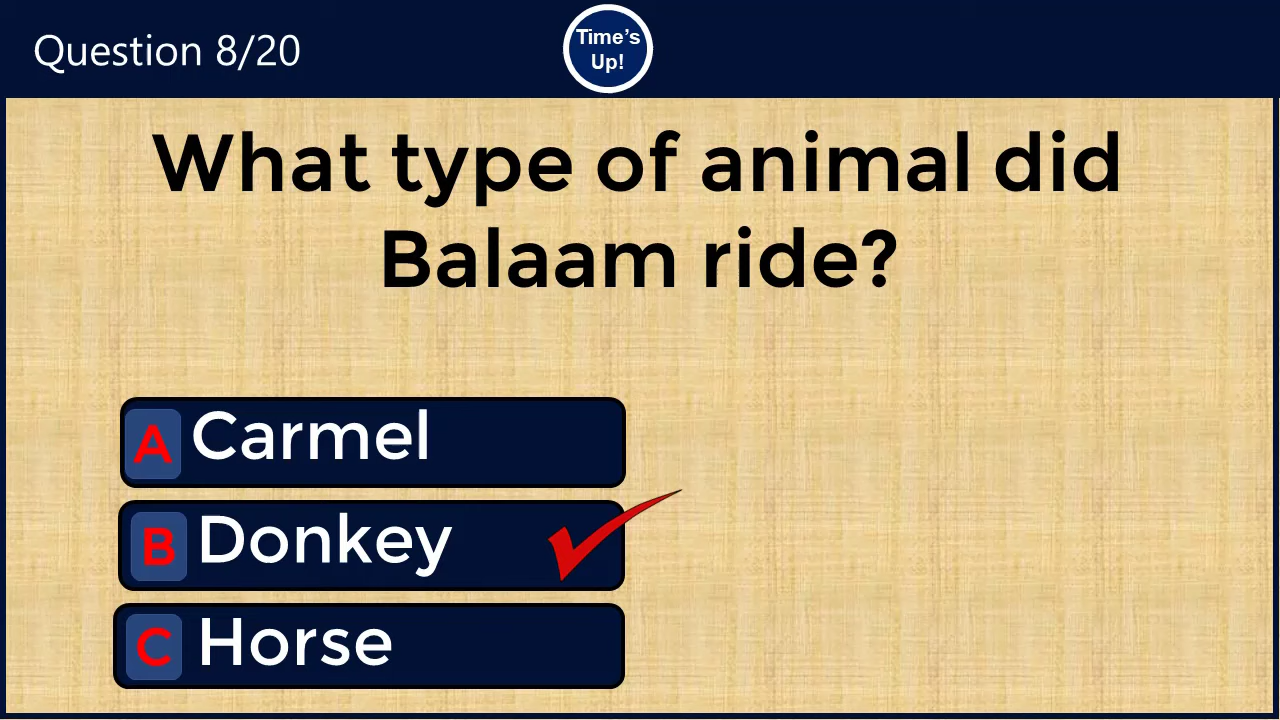 Question 8/20
Time's
Up!
What type of animal did
Balaam ride?
A Carmel
B Donkey
C Horse